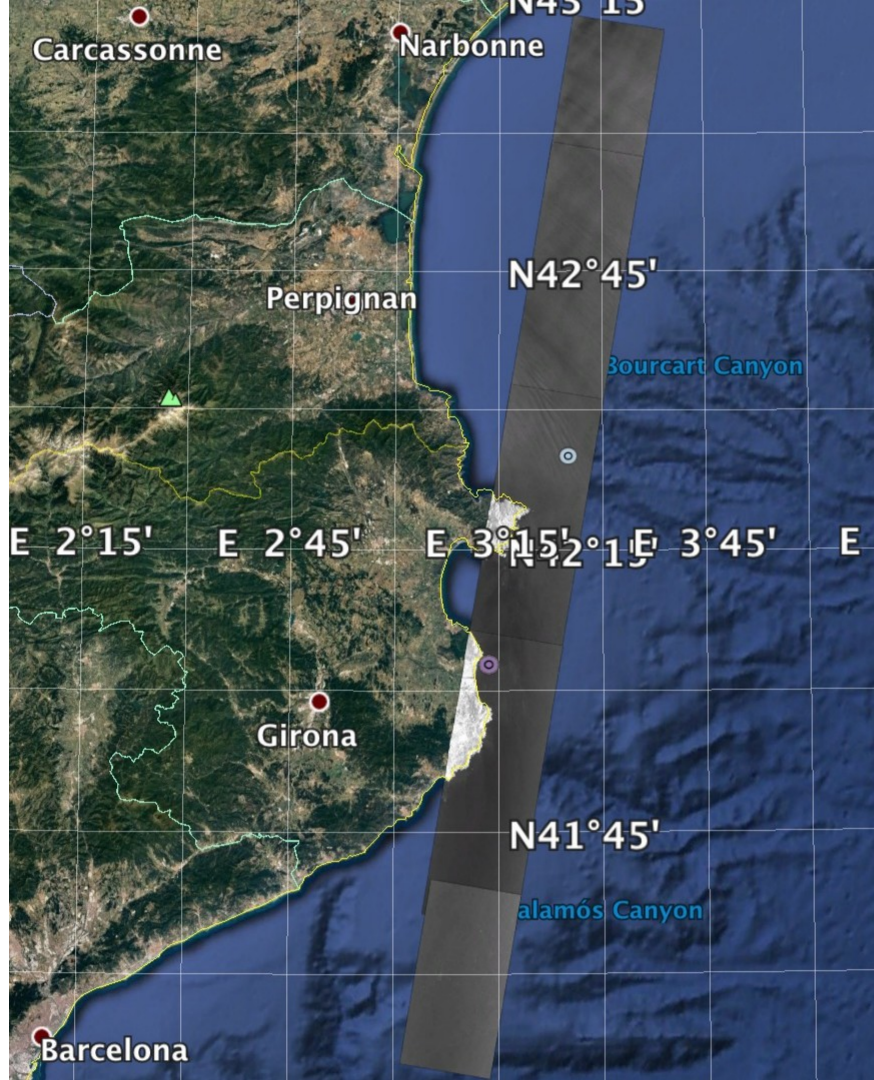 N43°15'
Carcassonne
Narbonne
N42°45'
Perpignan
Bourcart Canyon
E 2°15'
E 2°45'
E 3°15'
N42°15'
E 3°45'
E
Girona
N41°45'
alamós Canyon
Barcelona